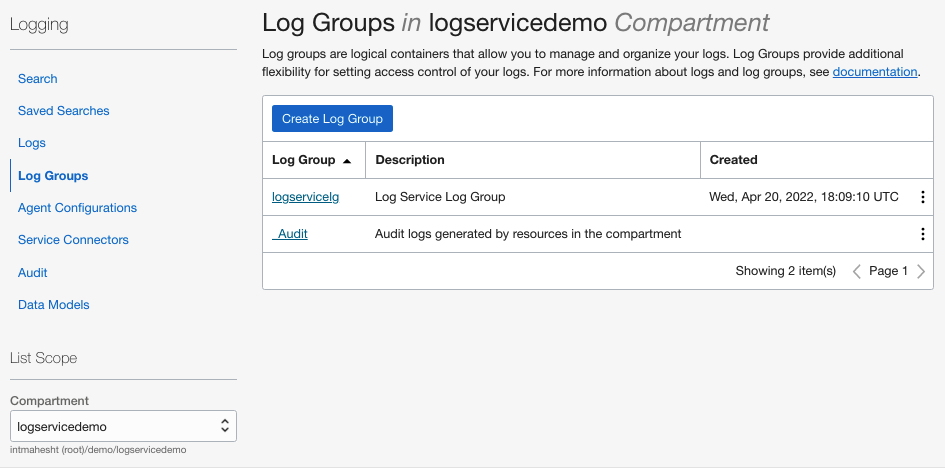 Logging
Search
Saved Searches
Logs
Log Groups
Agent Configurations
Service Connectors
Audit
Data Models
List Scope
Compartment
logservicedemo
intmahesht (root)/demo/logservicedemo
Log Groups in logservicedemo Compartment
Log groups are logical containers that allow you to manage and organize your logs. Log Groups provide additional
flexibility for setting access control of your logs. For more information about logs and log groups, see documentation.
Create Log Group
Log Group Description Created
logservicelg Log Service Log Group Wed, Apr 20, 2022, 18:09:10 UTC
_Audit Audit logs generated by resources in the compartment
Showing 2 item(s) Page 1